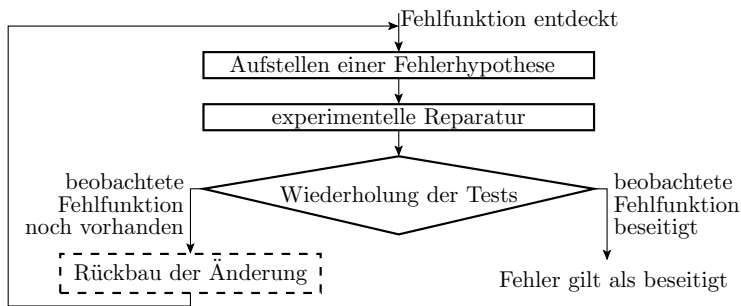 Fehlfunktion entdeckt
Aufstellen einer Fehlerhypothese
experimentelle Reparatur
Wiederholung der Tests
beobachtete
Fehlfunktion
noch vorhanden
beobachtete
Fehlfunktion
beseitigt
Rückbau der Änderung
Fehler gilt als beseitigt